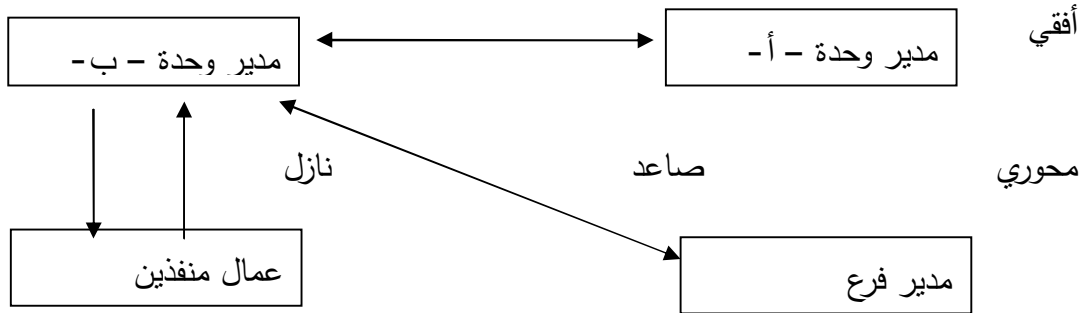 أفقي
مدير وحدة – أ-
مدير وحدة – ب-
محوري
صاعد
نازل
مدير فرع
عمال منفذين